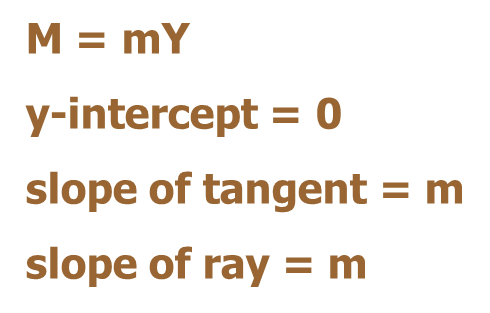 M = mY
y-intercept = 0
slope of tangent = m
slope of ray = m